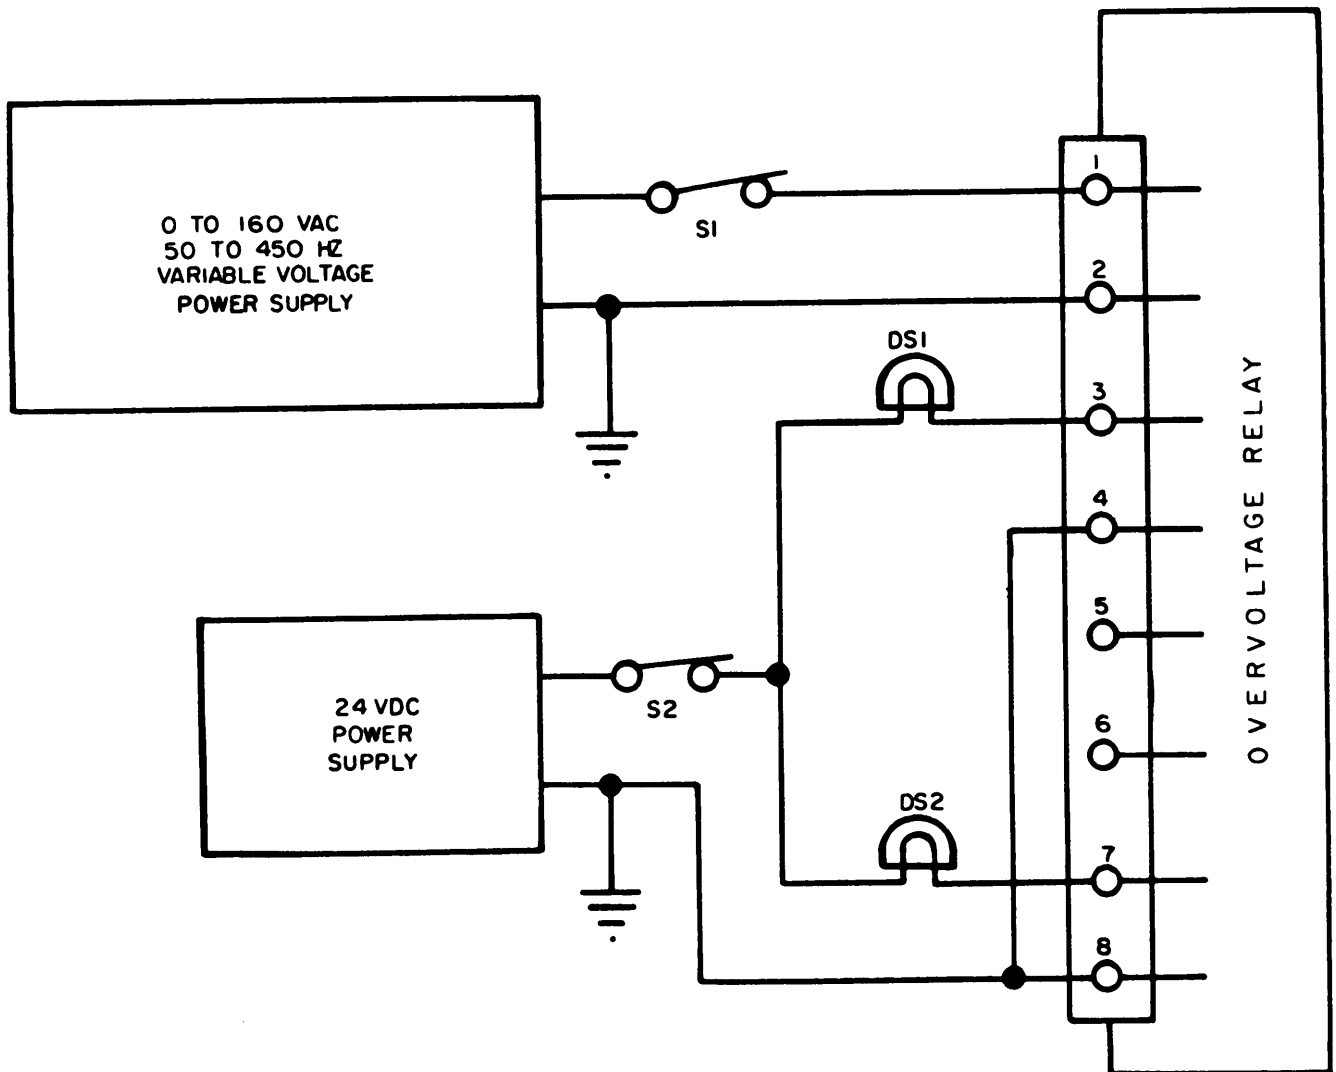 0 TO 160 VAC
50 TO 450 HZ
VARIABLE VOLTAGE
POWER SUPPLY
S1
1
2
DS1
3
4
5
6
OVERVOLTAGE RELAY
24 VDC
POWER
SUPPLY
S2
DS2
7
8